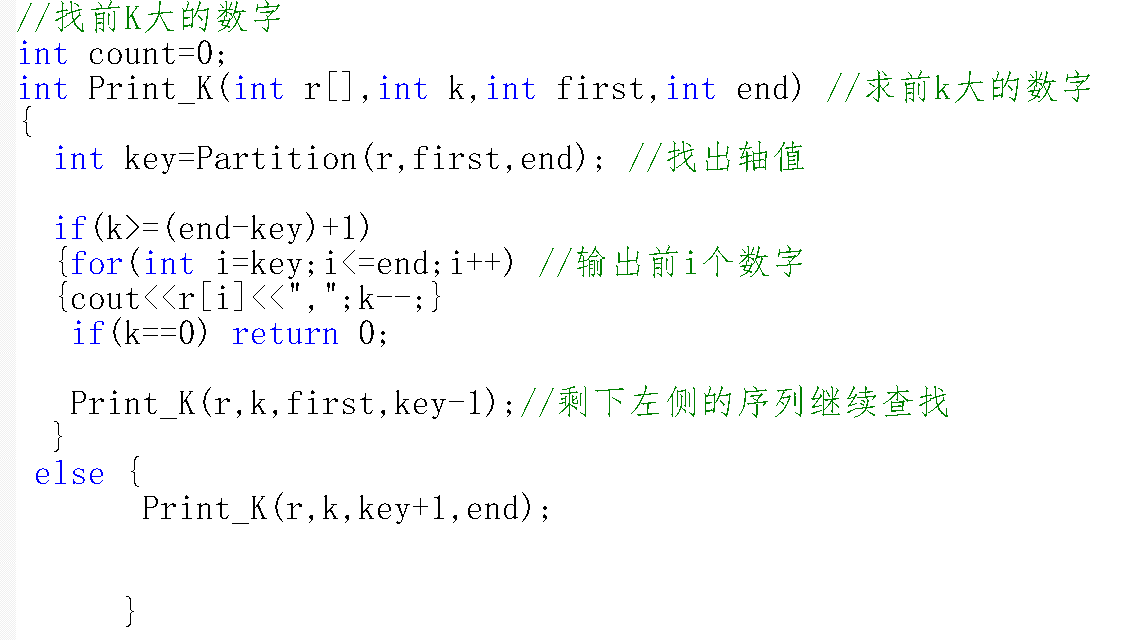 //找前K大的数字
int count=0;
int Print_K(int r[],int k,int first,int end) //求前k大的数字
{
int key=Partition(r,first,end); //找出轴值
if(k>=(end-key)+1)
{for(int i=key;i<=end;i++) //输出前i个数字
{cout<<r[i]<<",";k--;}
if(k==0) return 0;
Print_K(r,k,first,key-1);//剩下左侧的序列继续查找
}
else {
Print_K(r,k,key+1,end);
}